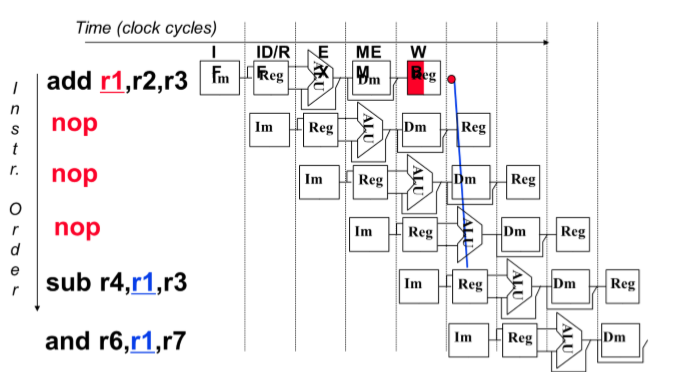 Time (clock cycles)
IF ID/RF EX MEM WB
Instr. Order
add r1,r2,r3 Im Reg ALU Dm Reg
nop Im Reg ALU Dm Reg
nop Im Reg ALU Dm Reg
nop Im Reg ALU Dm Reg
sub r4,r1,r3 Im Reg ALU Dm Reg
and r6,r1,r7 Im Reg ALU Dm